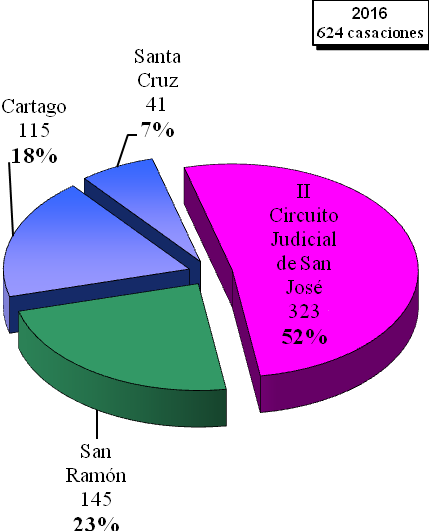 2016
624 casaciones
Santa
Cruz
41
7%
Cartago
115
18%
II
Circuito
Judicial
de San
José
323
52%
San
Ramón
145
23%